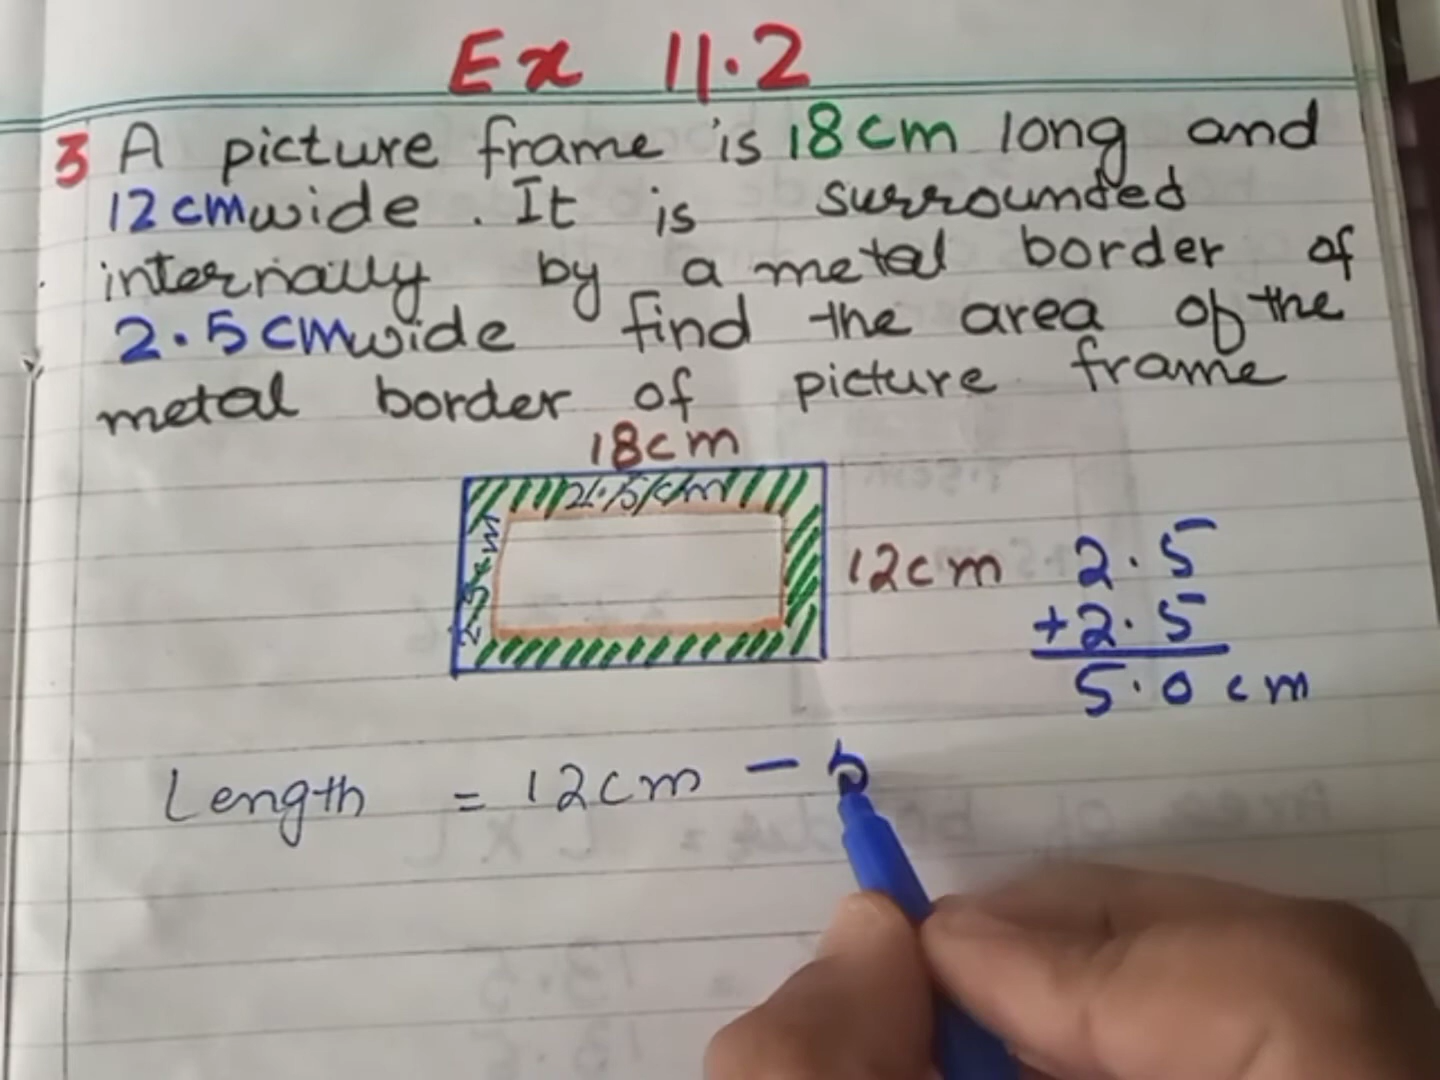 Ex 11.2
3 A picture frame is 18cm long and
12cm wide. It is surrounded
internally by a metal border of
2.5cm wide find the area of the
metal border of picture frame
18cm
2.5cm
2.5cm
12cm
2.5
+2.5
5.0 cm
Length = 12cm - 5